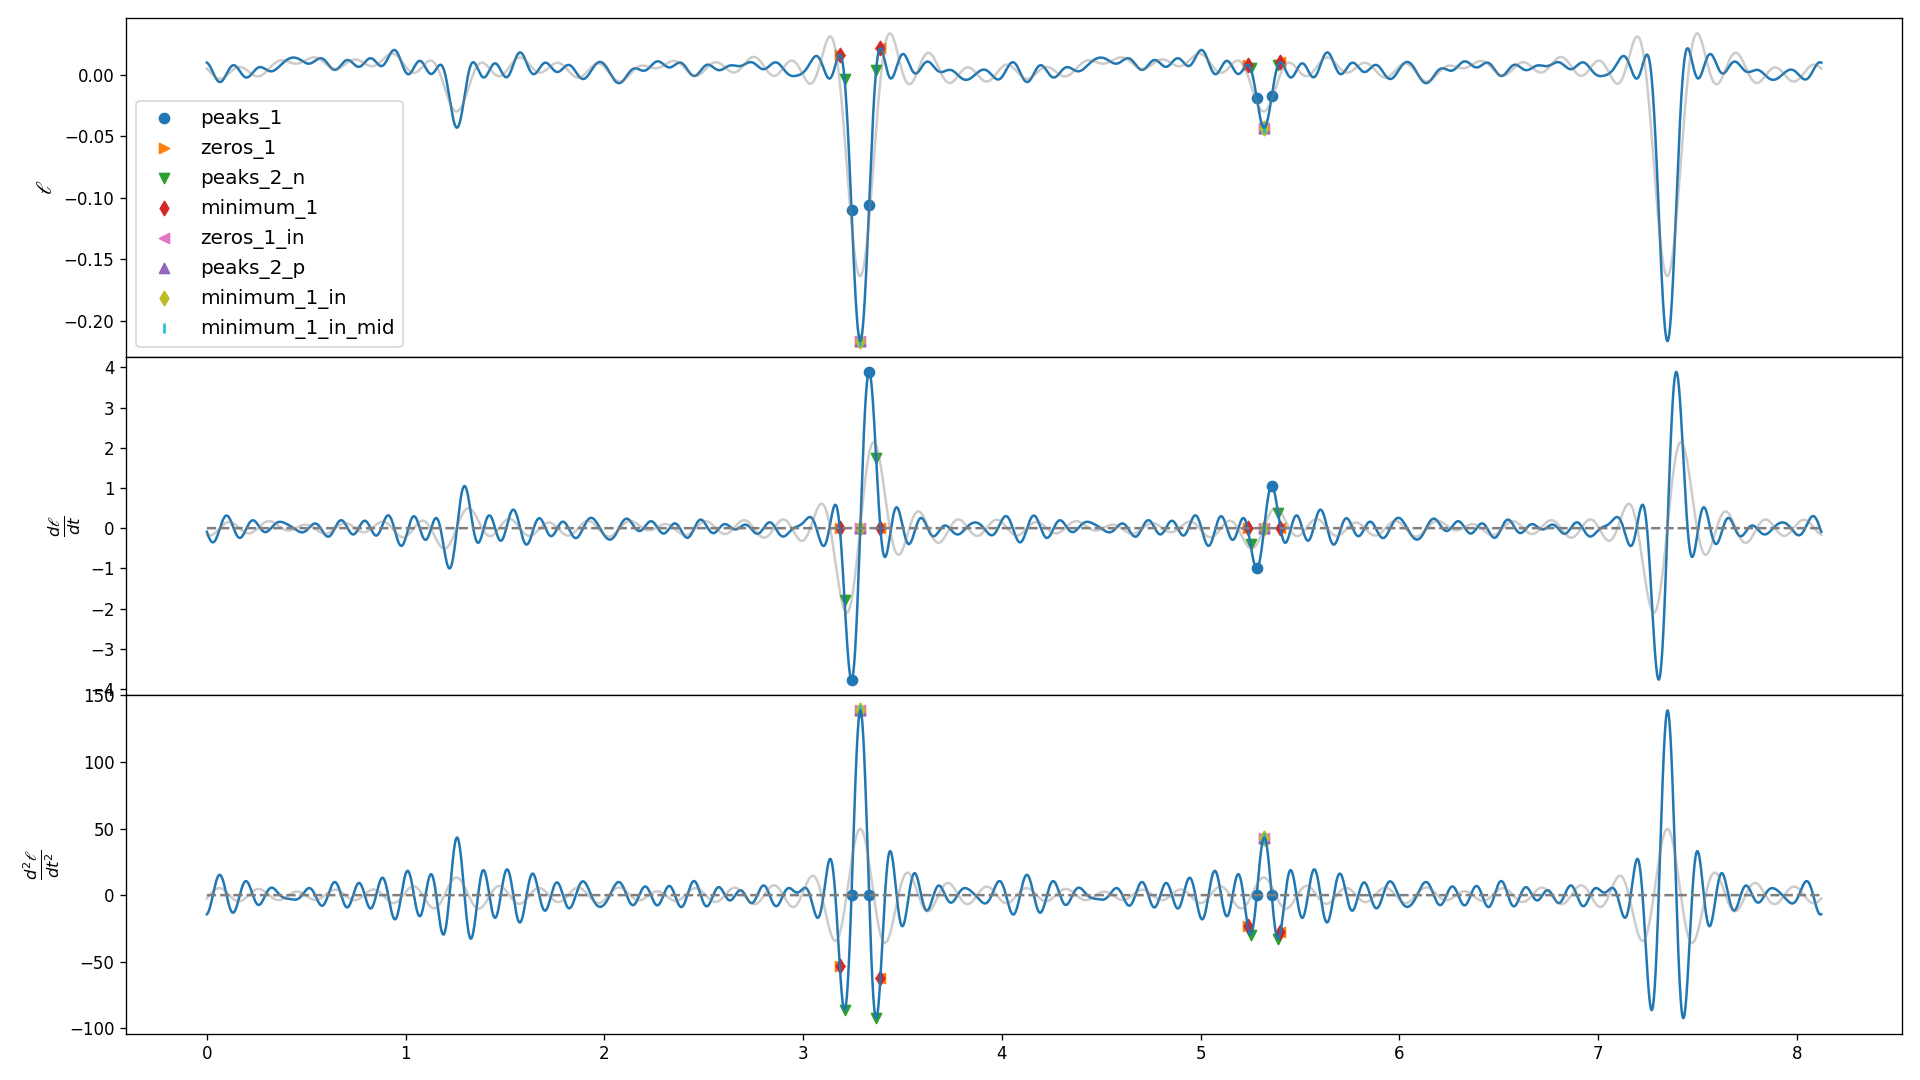 0.00
−0.05
−0.10
−0.15
−0.20
ℓ
peaks_1
zeros_1
peaks_2_n
minimum_1
zeros_1_in
peaks_2_p
minimum_1_in
minimum_1_in_mid
4
3
2
1
0
−1
−2
−3
−4
dℓ
dt
150
100
50
0
−50
−100
d²ℓ
dt²
0 1 2 3 4 5 6 7 8